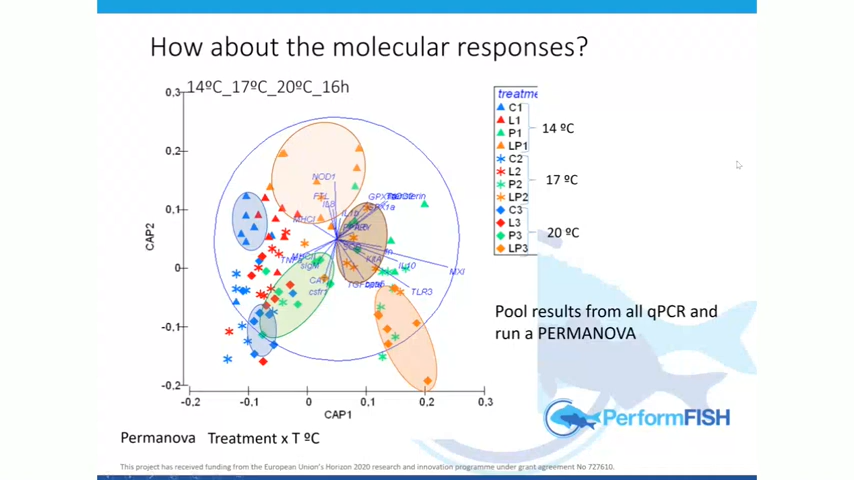 How about the molecular responses?
14ºC_17ºC_20ºC_16h
0,3
0,2
0,1
0
-0,1
-0,2
CAP2
-0,2
-0,1
0
0,1
0,2
0,3
CAP1
NOD1
IL8
IL1b
MHCI
GPX1a
IL10
MXI
TLR3
csfr1
treatme
C1
L1
P1
LP1
C2
L2
P2
LP2
C3
L3
P3
LP3
14 ºC
17 ºC
20 ºC
Pool results from all qPCR and
run a PERMANOVA
PerformFISH
Permanova Treatment x T ºC
This project has received funding from the European Union's Horizon 2020 research and innovation programme under grant agreement No 727610.